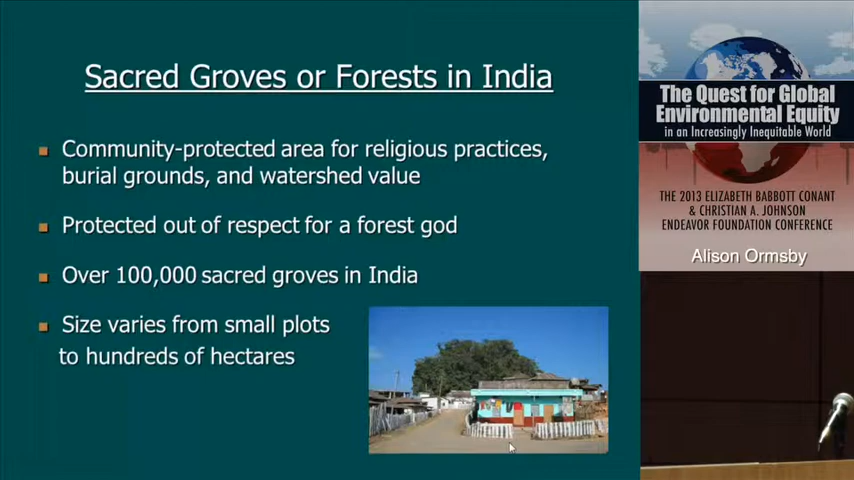 Sacred Groves or Forests in India
Community-protected area for religious practices,
burial grounds, and watershed value
Protected out of respect for a forest god
Over 100,000 sacred groves in India
Size varies from small plots
to hundreds of hectares
The Quest for Global
Environmental Equity
in an Increasingly Inequitable World
THE 2013 ELIZABETH BABBOTT CONANT
& CHRISTIAN A. JOHNSON
ENDEAVOR FOUNDATION CONFERENCE
Alison Ormsby